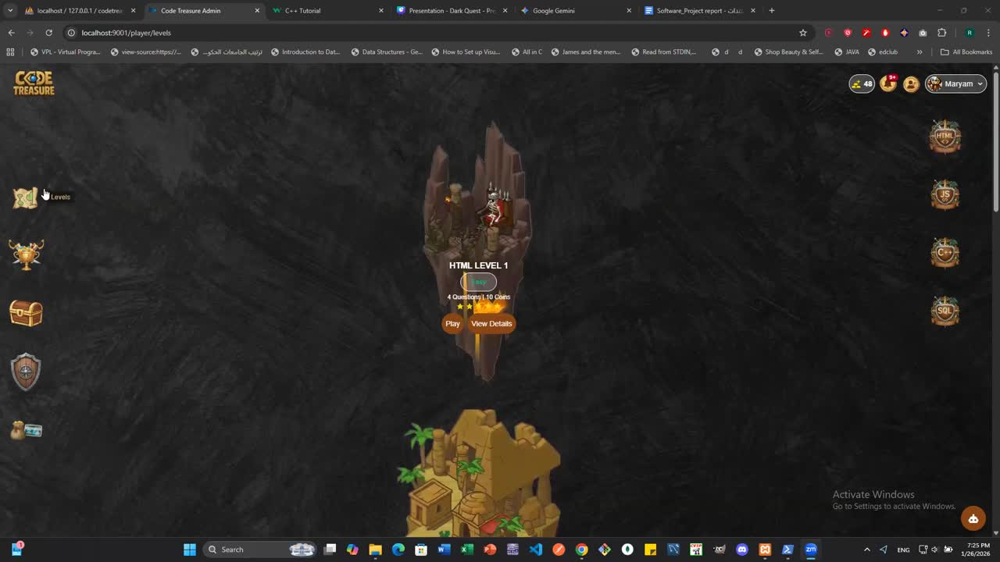 localhost / 127.0.0.1 / codetrea
Code Treasure Admin
C++ Tutorial
Presentation - Dark Quest - Pre
Google Gemini
Software_Project report - مستندات
localhost:9001/player/levels
VPL - Virtual Progra...
view-source:https://...
ترتيب الجامعات الحكو...
Introduction to Dat...
Data Structures - Ge...
How to set up Visu...
All in C
James and the men...
Read from STDIN,...
d d
Shop Beauty & Self...
JAVA
edclub
All Bookmarks
CODE
TREASURE
48
9+
Maryam
HTML
<>
Levels
JS
HTML LEVEL 1
Easy
4 Questions | 10 Coins
Play
View Details
C++
SQL
Activate Windows
Go to Settings to activate Windows.
1
Search
ENG
7:25 PM
1/26/2026